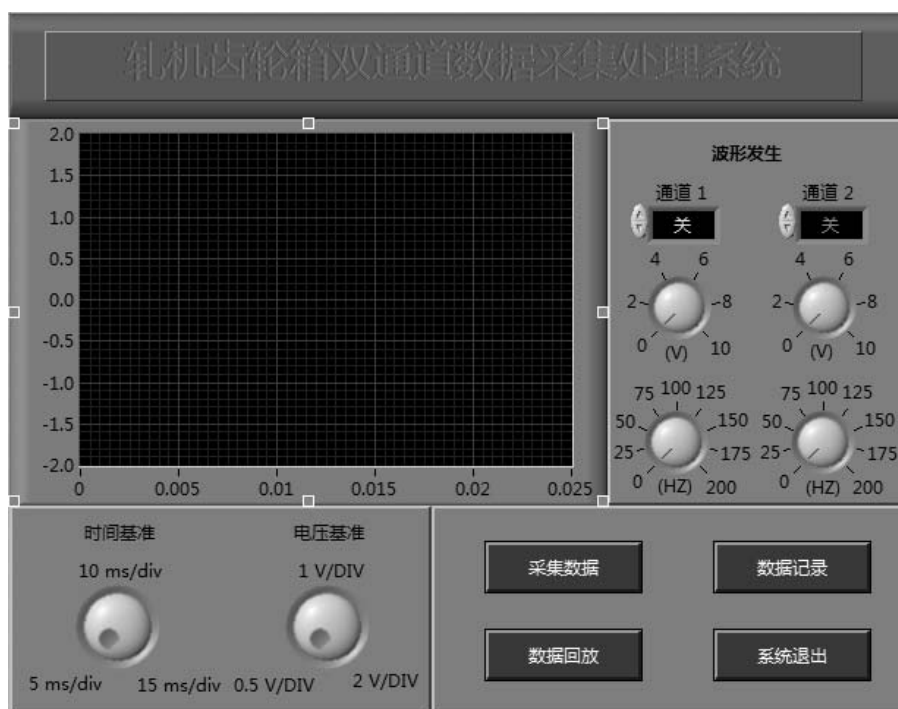 轧机齿轮箱双通道数据采集处理系统
2.0
1.5
1.0
0.5
0.0
-0.5
-1.0
-1.5
-2.0
0 0.005 0.01 0.015 0.02 0.025
波形发生
通道 1 通道 2
关 关
4 6 4 6
2 8 2 8
0 (V) 10 0 (V) 10
75 100 125 75 100 125
50 150 50 150
25 175 25 175
0 (HZ) 200 0 (HZ) 200
时间基准 电压基准
10 ms/div 1 V/DIV
5 ms/div 15 ms/div 0.5 V/DIV 2 V/DIV
采集数据 数据记录
数据回放 系统退出